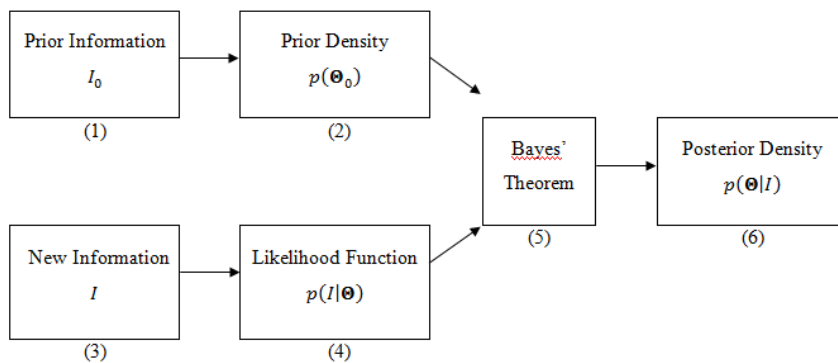 Prior Information
I₀
(1)
Prior Density
p(𝚯₀)
(2)
New Information
I
(3)
Likelihood Function
p(I|𝚯)
(4)
Bayes’
Theorem
(5)
Posterior Density
p(𝚯|I)
(6)